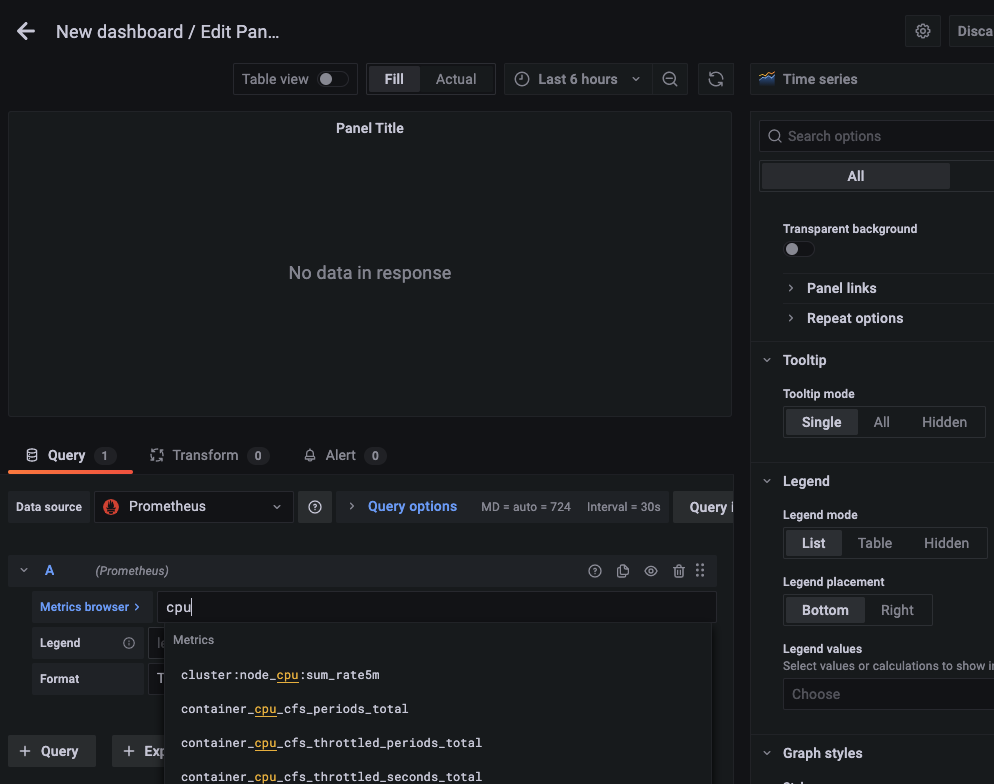 New dashboard / Edit Pan…
Disca
Table view
Fill
Actual
Last 6 hours
Time series
Panel Title
No data in response
Search options
All
Transparent background
Panel links
Repeat options
Tooltip
Tooltip mode
Single
All
Hidden
Legend
Legend mode
List
Table
Hidden
Legend placement
Bottom
Right
Legend values
Select values or calculations to show in
Choose
Graph styles
Query 1
Transform 0
Alert 0
Data source
Prometheus
Query options
MD = auto = 724
Interval = 30s
Query
A
(Prometheus)
Metrics browser
cpu
Legend
Format
Metrics
cluster:node_cpu:sum_rate5m
container_cpu_cfs_periods_total
container_cpu_cfs_throttled_periods_total
container_cpu_cfs_throttled_seconds_total
+ Query
+ Exp